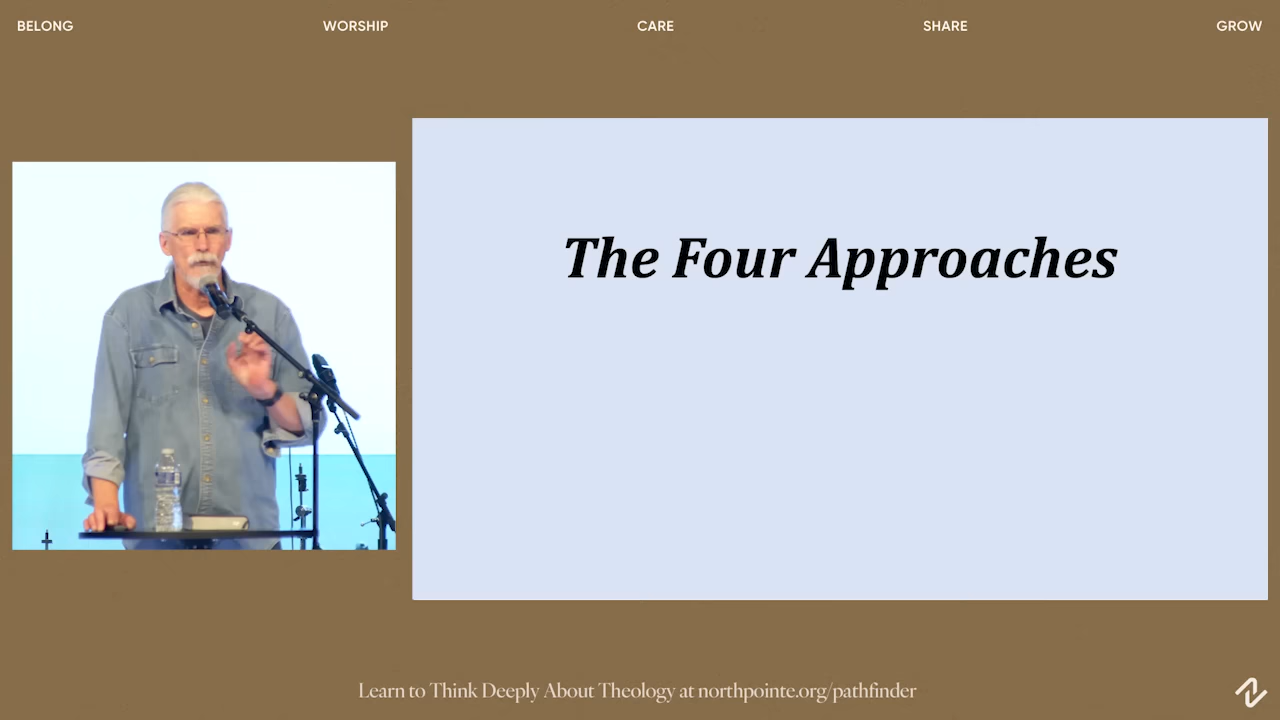 BELONG
WORSHIP
CARE
SHARE
GROW
The Four Approaches
Learn to Think Deeply About Theology at northpointe.org/pathfinder